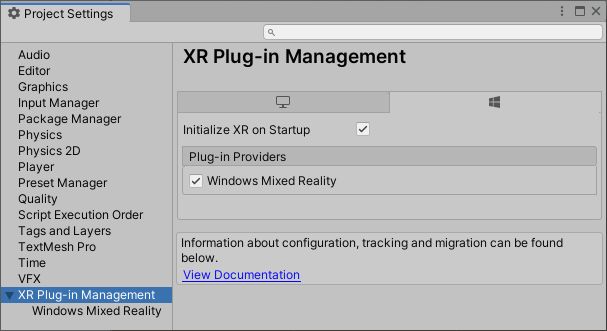 Project Settings
XR Plug-in Management
Audio
Editor
Graphics
Input Manager
Package Manager
Physics
Physics 2D
Player
Preset Manager
Quality
Script Execution Order
Tags and Layers
TextMesh Pro
Time
VFX
XR Plug-in Management
Windows Mixed Reality
Initialize XR on Startup
Plug-in Providers
Windows Mixed Reality
Information about configuration, tracking and migration can be found
below.
View Documentation